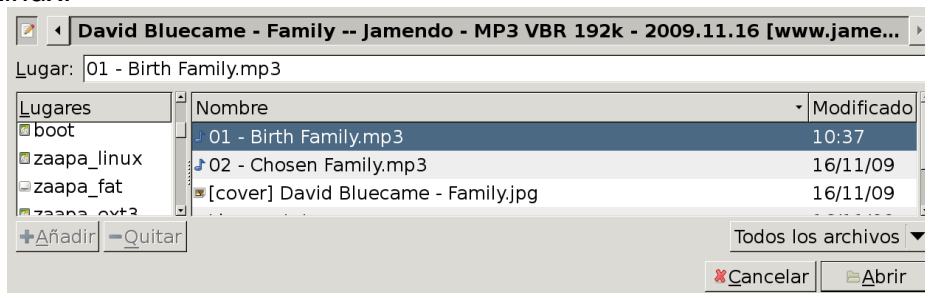 David Bluecame - Family -- Jamendo - MP3 VBR 192k - 2009.11.16 [www.jame...
Lugar: 01 - Birth Family.mp3
Lugares
Nombre
Modificado
boot
zaapa_linux
zaapa_fat
zaapa_ext3
01 - Birth Family.mp3 10:37
02 - Chosen Family.mp3 16/11/09
[cover] David Bluecame - Family.jpg 16/11/09
Añadir
Quitar
Todos los archivos
Cancelar
Abrir